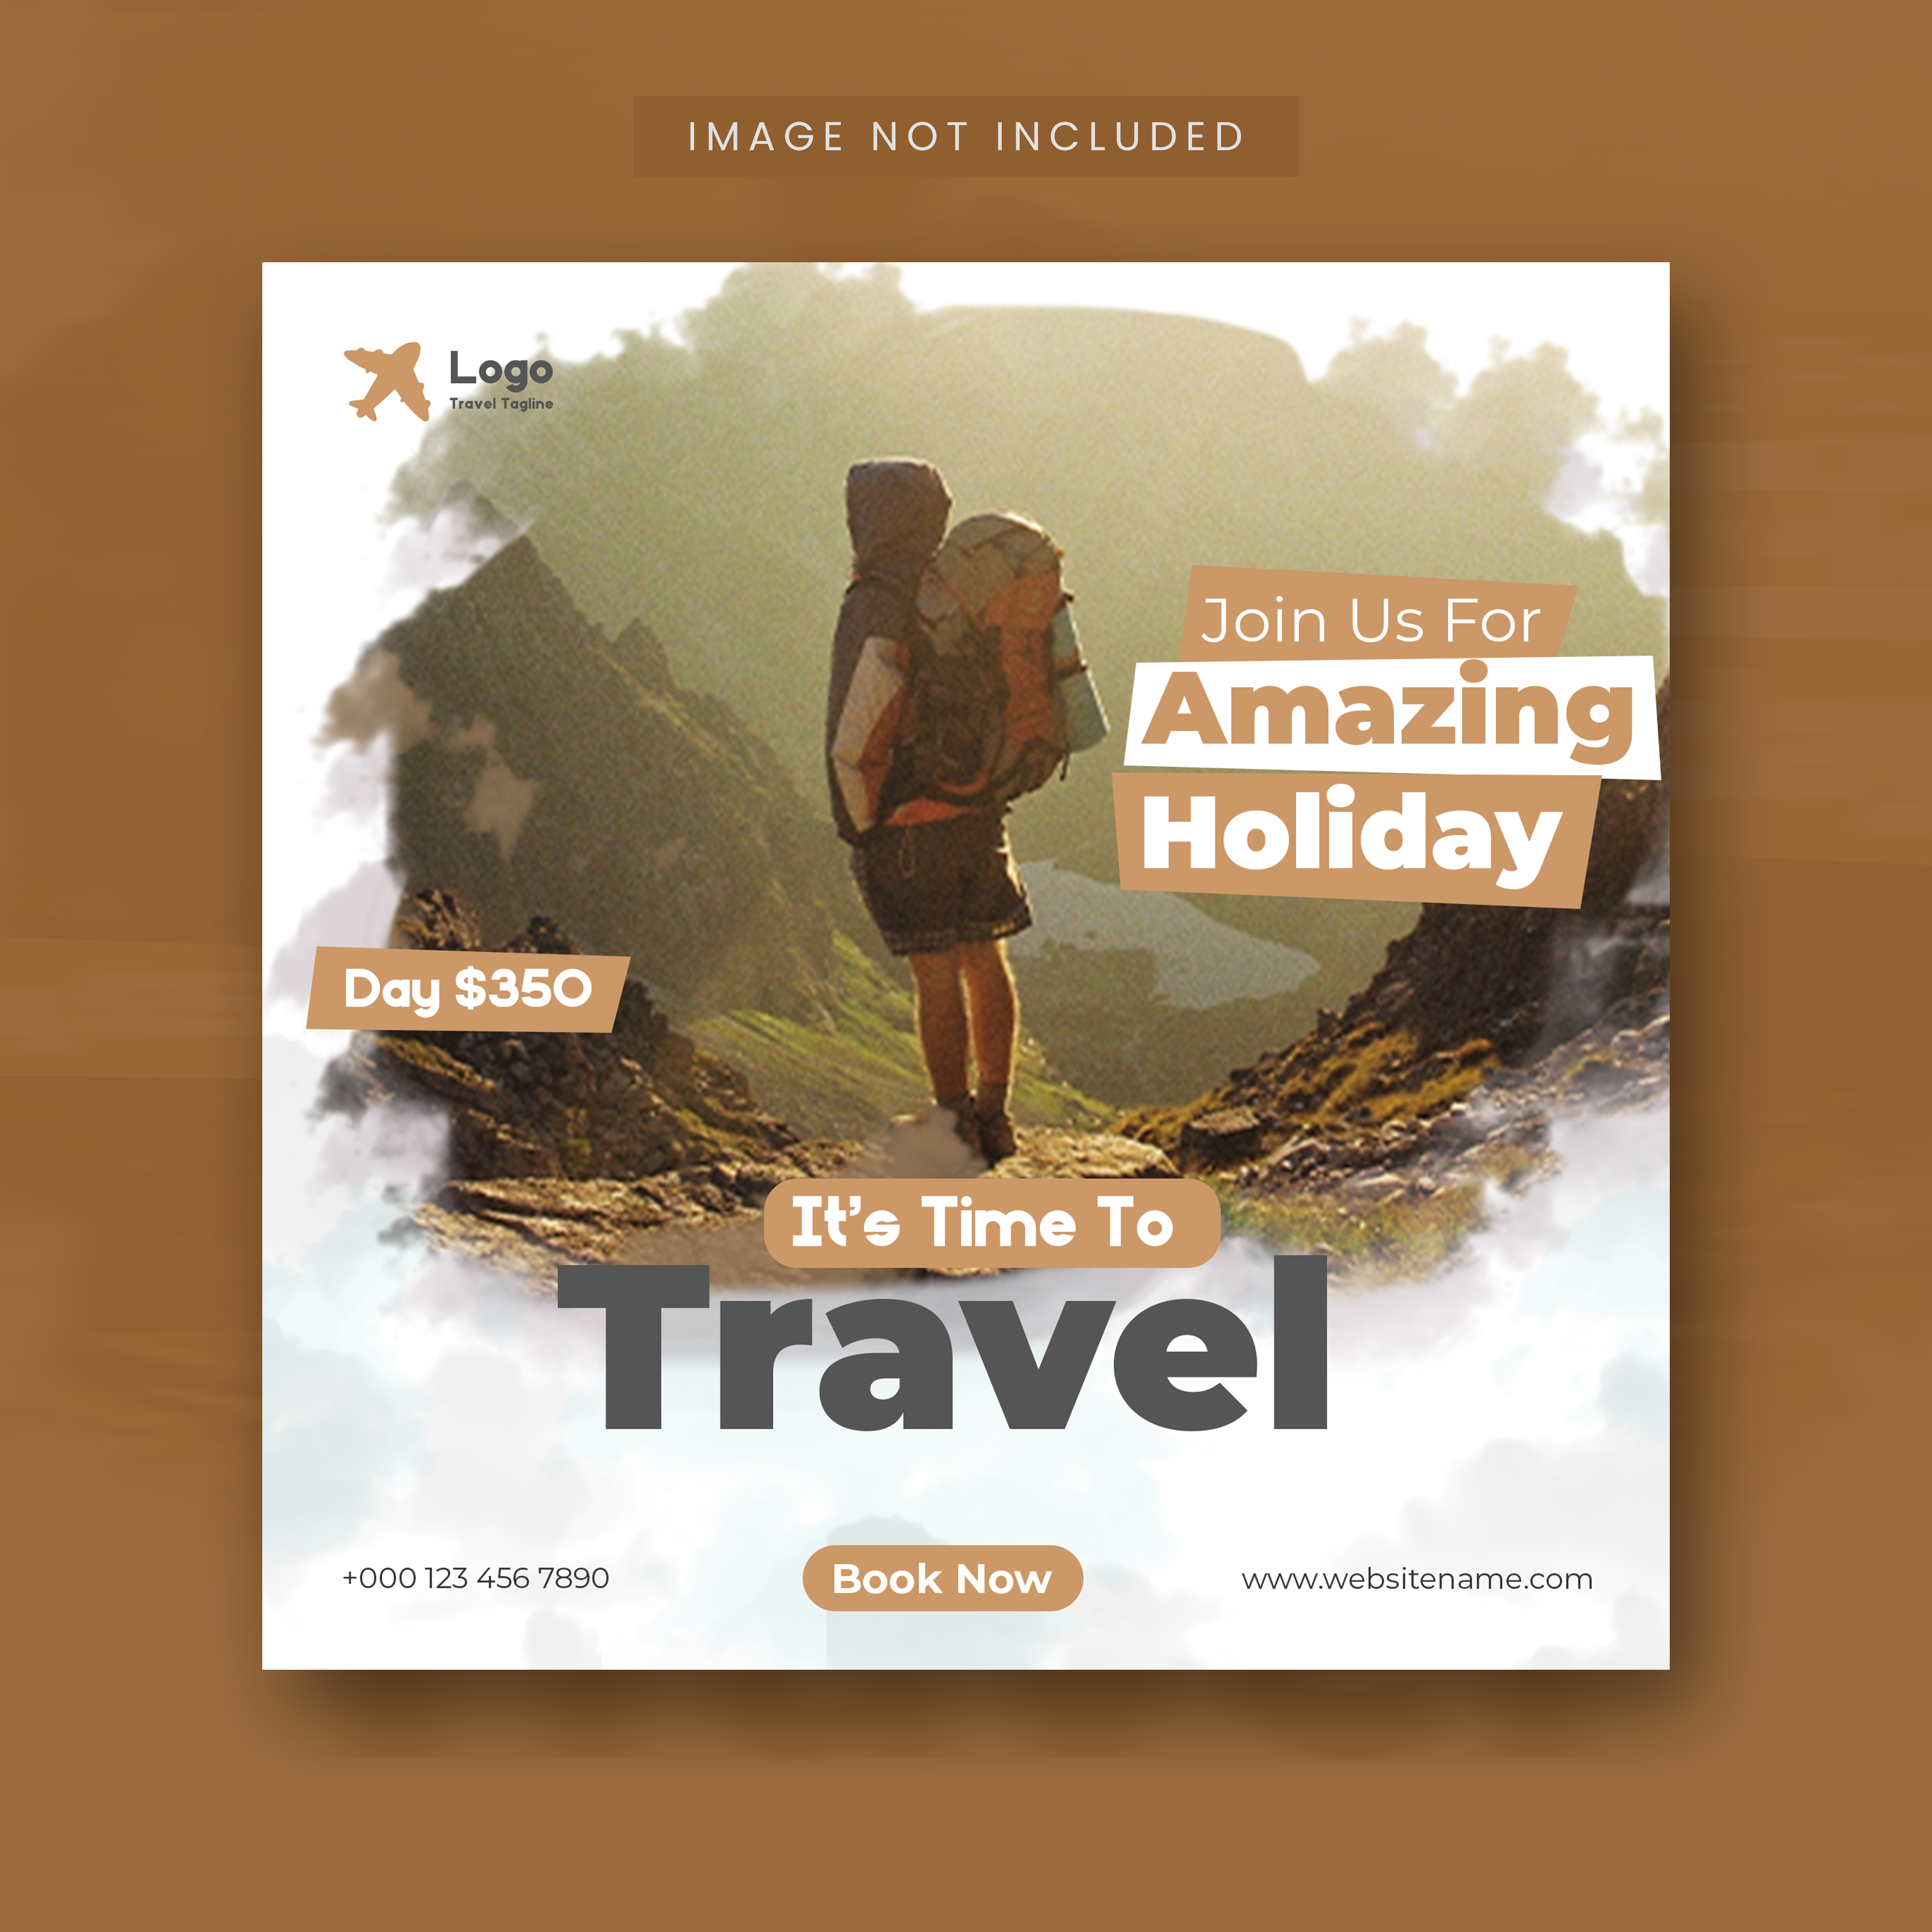 IMAGE NOT INCLUDED
Logo
Travel Tagline
Join Us For
Amazing
Holiday
Day $350
It's Time To
Travel
+000 123 456 7890
Book Now
www.websitename.com